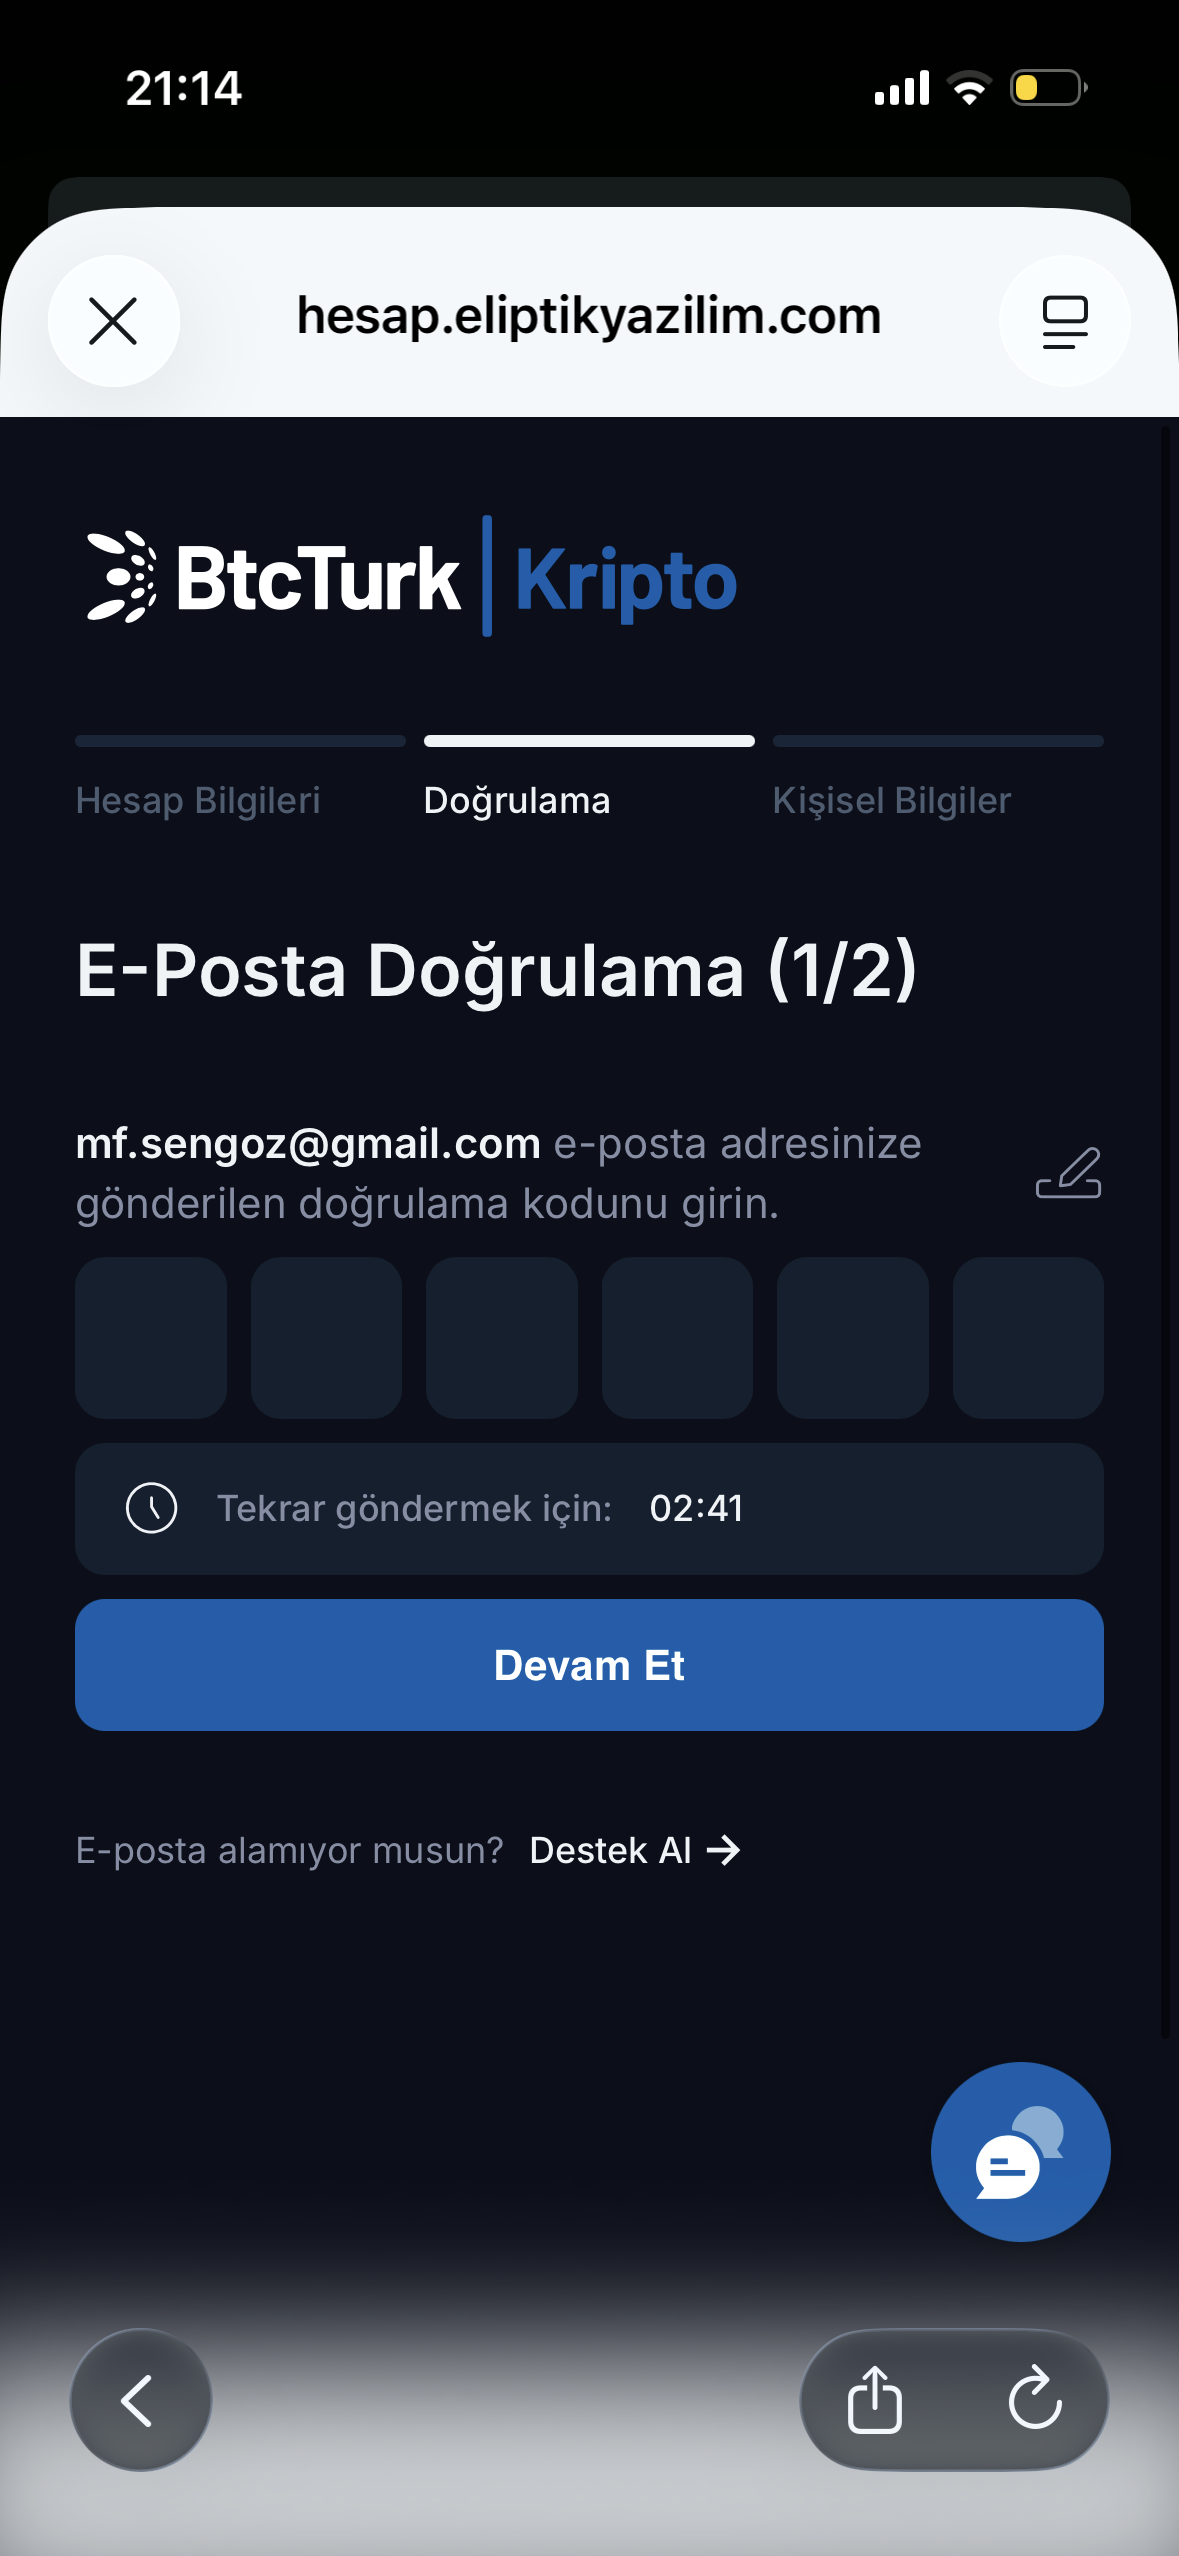 21:14
hesap.eliptikyazilim.com
BtcTurk | Kripto
Hesap Bilgileri
Doğrulama
Kişisel Bilgiler
E-Posta Doğrulama (1/2)
mf.sengoz@gmail.com e-posta adresinize
gönderilen doğrulama kodunu girin.
Tekrar göndermek için: 02:41
Devam Et
E-posta alamıyor musun? Destek Al →